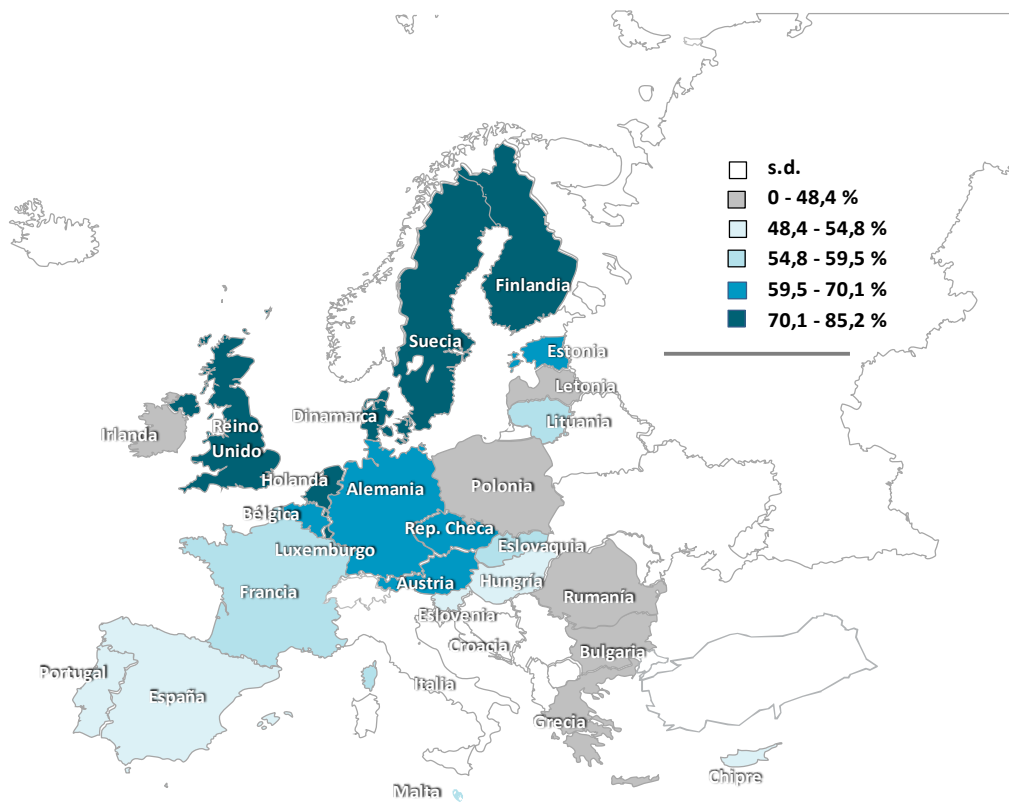 s.d.
0 - 48,4 %
48,4 - 54,8 %
54,8 - 59,5 %
59,5 - 70,1 %
70,1 - 85,2 %
Finlandia
Suecia
Estonia
Letonia
Lituania
Dinamarca
Irlanda
Reino
Unido
Holanda
Alemania
Polonia
Bélgica
Rep. Checa
Luxemburgo
Eslovaquia
Austria
Hungría
Francia
Rumanía
Eslovenia
Croacia
Bulgaria
Portugal
España
Italia
Grecia
Chipre
Malta